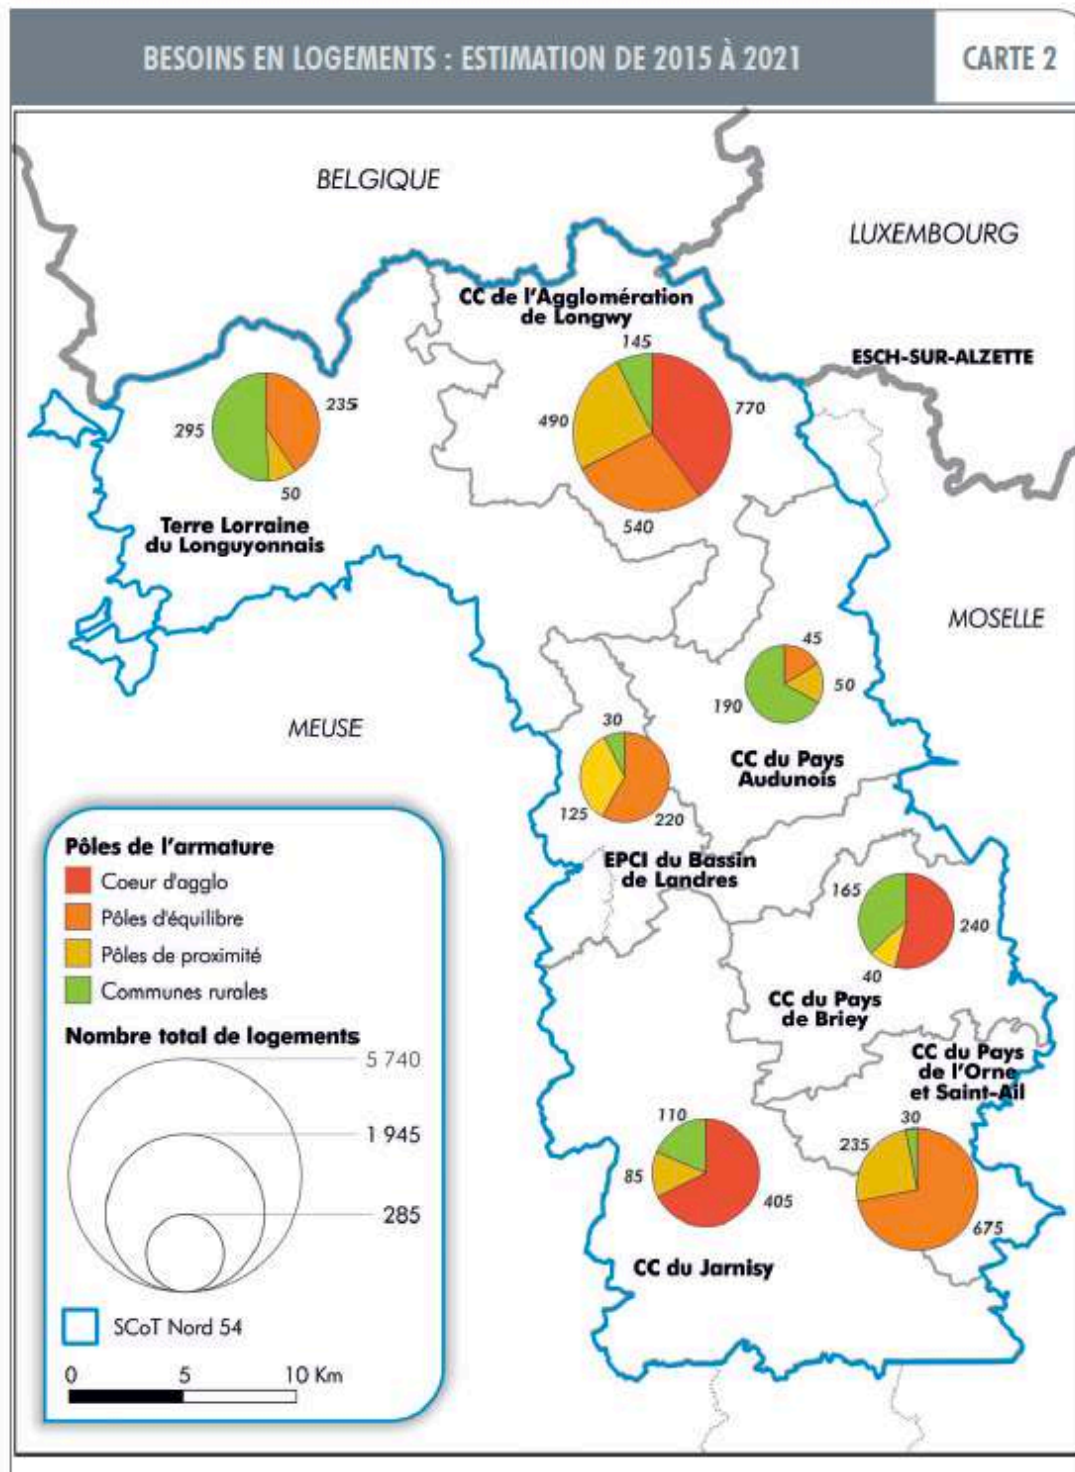 BESOINS EN LOGEMENTS : ESTIMATION DE 2015 À 2021
CARTE 2
BELGIQUE
LUXEMBOURG
CC de l'Agglomération
de Longwy
145
770
490
540
ESCH-SUR-ALZETTE
295
235
50
Terre Lorraine
du Longuyonnais
MOSELLE
45
50
190
CC du Pays
Audunois
MEUSE
30
125
220
EPCI du Bassin
de Landres
165
240
40
CC du Pays
de Briey
CC du Pays
de l'Orne
et Saint-Ail
30
235
675
110
85
405
CC du Jarnisy
Pôles de l'armature
Coeur d'agglo
Pôles d'équilibre
Pôles de proximité
Communes rurales
Nombre total de logements
5 740
1 945
285
SCoT Nord 54
0 5 10 Km